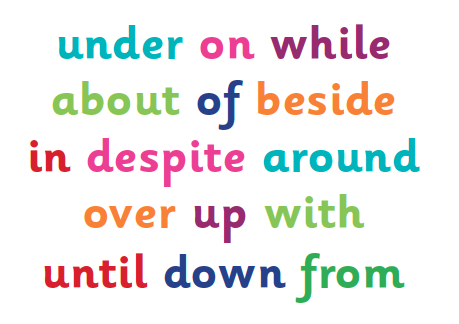 under on while
about of beside
in despite around
over up with
until down from